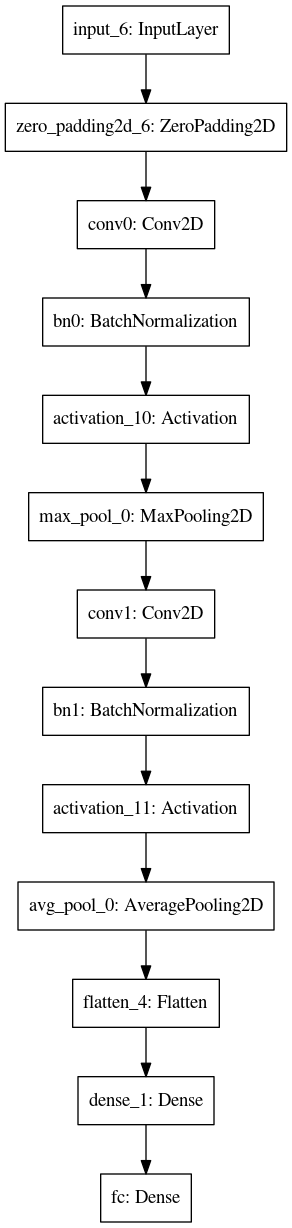 input_6: InputLayer
zero_padding2d_6: ZeroPadding2D
conv0: Conv2D
bn0: BatchNormalization
activation_10: Activation
max_pool_0: MaxPooling2D
conv1: Conv2D
bn1: BatchNormalization
activation_11: Activation
avg_pool_0: AveragePooling2D
flatten_4: Flatten
dense_1: Dense
fc: Dense